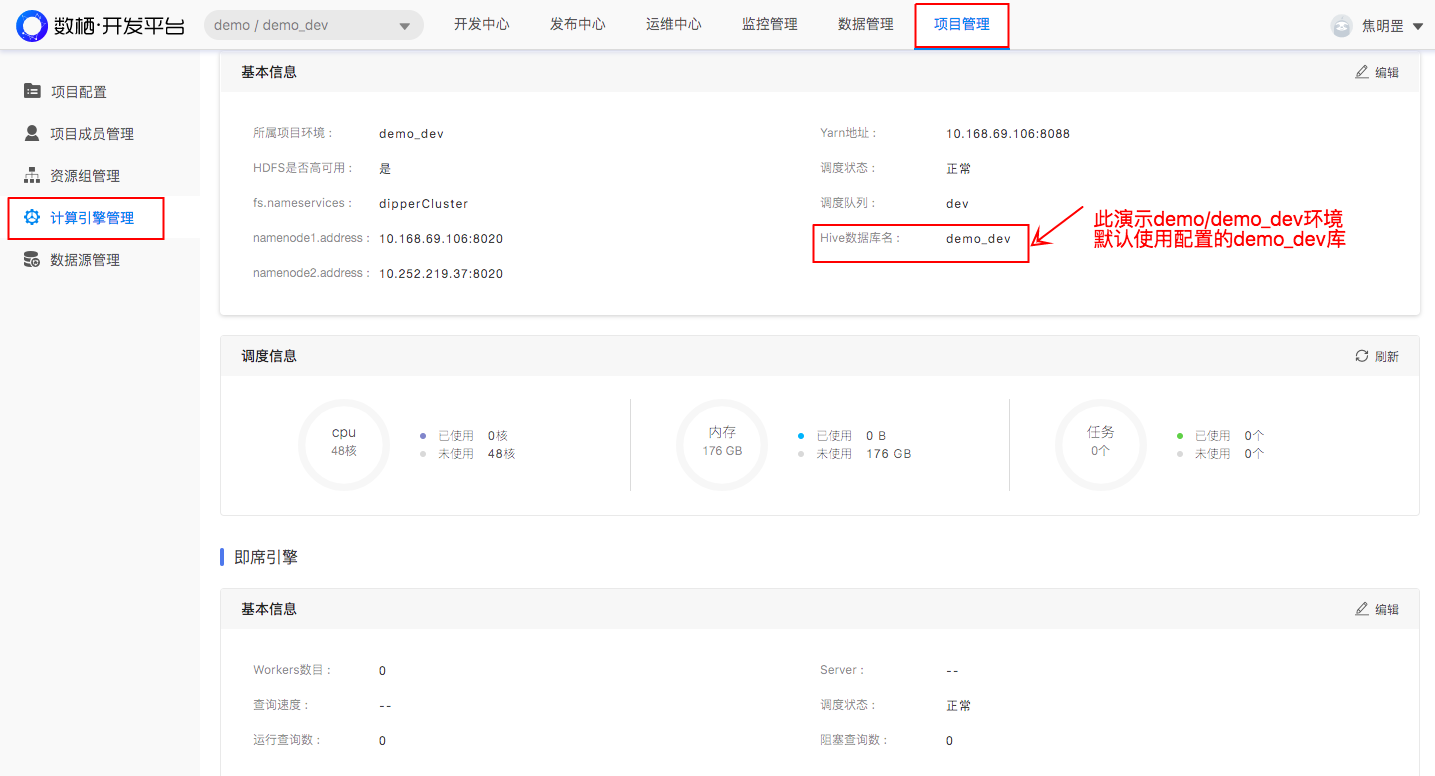 数栖·开发平台
demo / demo_dev
开发中心
发布中心
运维中心
监控管理
数据管理
项目管理
焦明罡
项目配置
项目成员管理
资源组管理
计算引擎管理
数据源管理
基本信息
编辑
所属项目环境：
demo_dev
Yarn地址：
10.168.69.106:8088
HDFS是否高可用：
是
调度状态：
正常
fs.nameservices：
dipperCluster
调度队列：
dev
namenode1.address：
10.168.69.106:8020
Hive数据库名：
demo_dev
此演示demo/demo_dev环境
默认使用配置的demo_dev库
namenode2.address：
10.252.219.37:8020
调度信息
刷新
cpu
48核
已使用 0核
未使用 48核
内存
176 GB
已使用 0 B
未使用 176 GB
任务
0个
已使用 0个
未使用 0个
即席引擎
基本信息
编辑
Workers数目：
0
Server：
--
查询速度：
--
调度状态：
正常
运行查询数：
0
阻塞查询数：
0